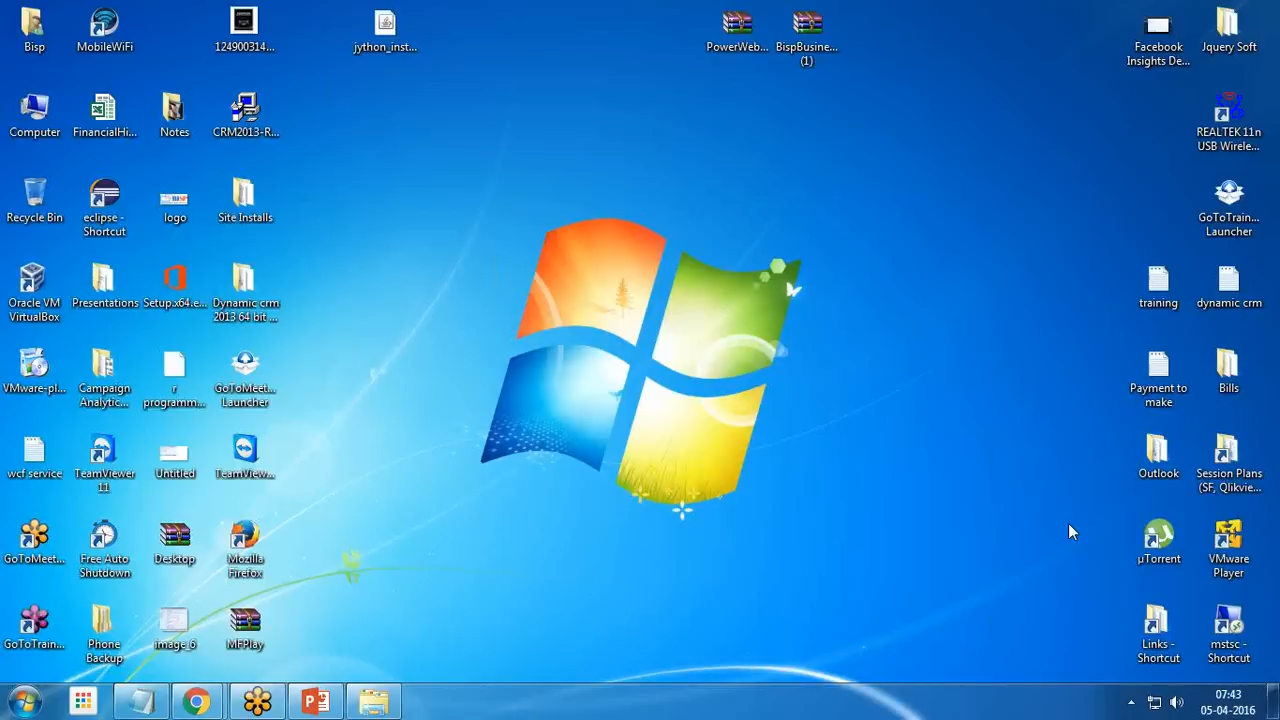 Bisp
MobileWiFi
124900314...
jython_inst...
PowerWeb...
BispBusine...
(1)
Facebook
Insights De...
Jquery Soft
Computer
FinancialHi...
Notes
CRM2013-R...
REALTEK 11n
USB Wirele...
Recycle Bin
eclipse -
Shortcut
logo
Site Installs
GoToTrain...
Launcher
Oracle VM
VirtualBox
Presentations
Setup.x64.e...
Dynamic crm
2013 64 bit ...
training
dynamic crm
VMware-pl...
Campaign
Analytic...
r
programm...
GoToMeet...
Launcher
Payment to
make
Bills
wcf service
TeamViewer
11
Untitled
TeamView...
Outlook
Session Plans
(SF, Qlikvie...
GoToMeet...
Free Auto
Shutdown
Desktop
Mozilla
Firefox
µTorrent
VMware
Player
GoToTrain...
Phone
Backup
image_6
MFPlay
Links -
Shortcut
mstsc -
Shortcut
07:43
05-04-2016